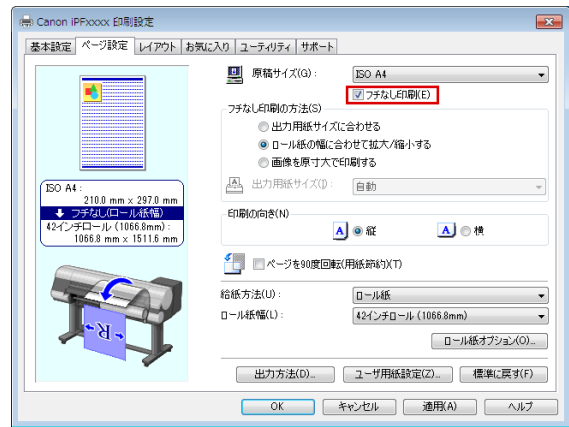 Canon iPFxxxx 印刷設定
基本設定 ページ設定 レイアウト お気に入り ユーティリティ サポート
原稿サイズ(G)： ISO A4
フチなし印刷(E)
フチなし印刷の方法(S)
出力用紙サイズに合わせる
ロール紙の幅に合わせて拡大/縮小する
画像を原寸大で印刷する
出力用紙サイズ(I)： 自動
ISO A4 :
210.0 mm x 297.0 mm
フチなし(ロール紙幅)
42インチロール (1066.8mm) :
1066.8 mm x 1511.6 mm
印刷の向き(N)
A 縦 A 横
ページを90度回転(用紙節約)(T)
給紙方法(U)： ロール紙
ロール紙幅(L)： 42インチロール (1066.8mm)
R
ロール紙オプション(O)...
出力方法(D)... ユーザ用紙設定(Z)... 標準に戻す(F)
OK キャンセル 適用(A) ヘルプ